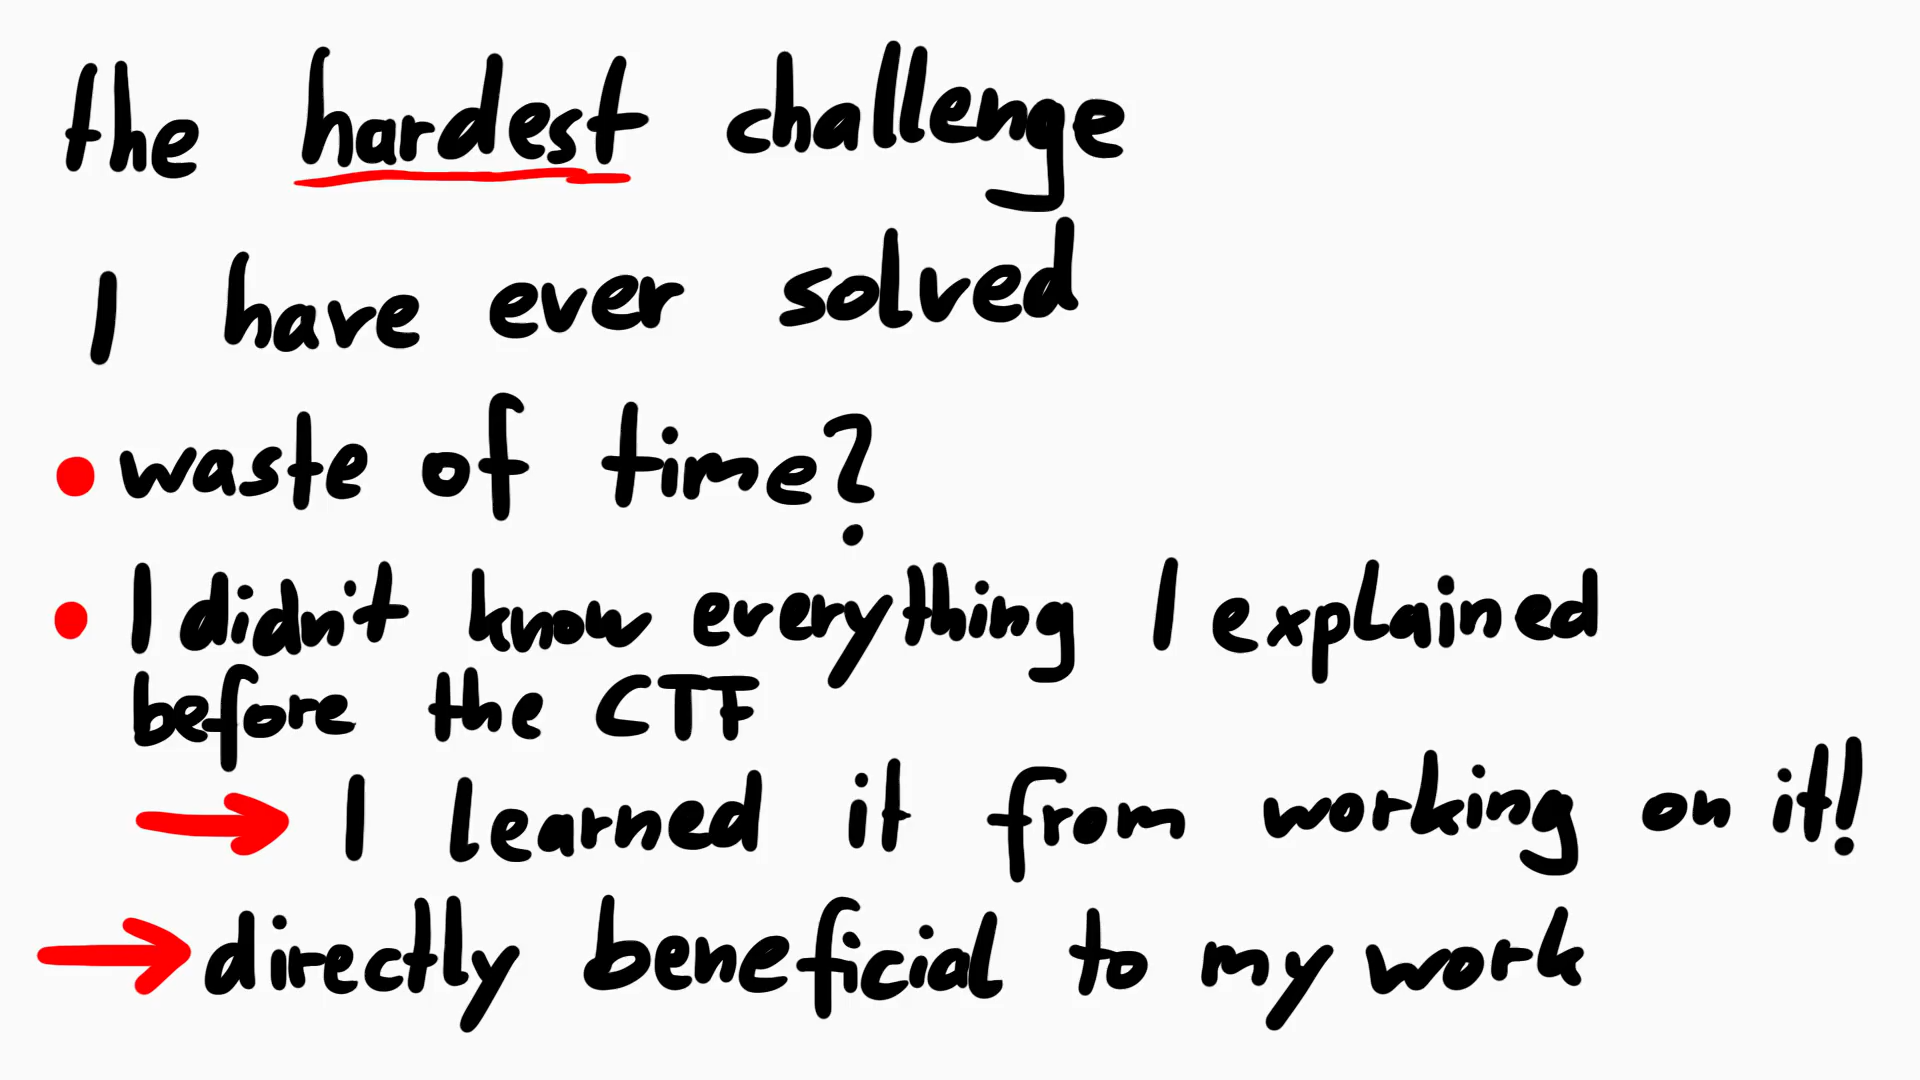 the hardest challenge
I have ever solved
• waste of time?
• I didn't know everything I explained
before the CTF
→ I learned it from working on it!
→ directly beneficial to my work